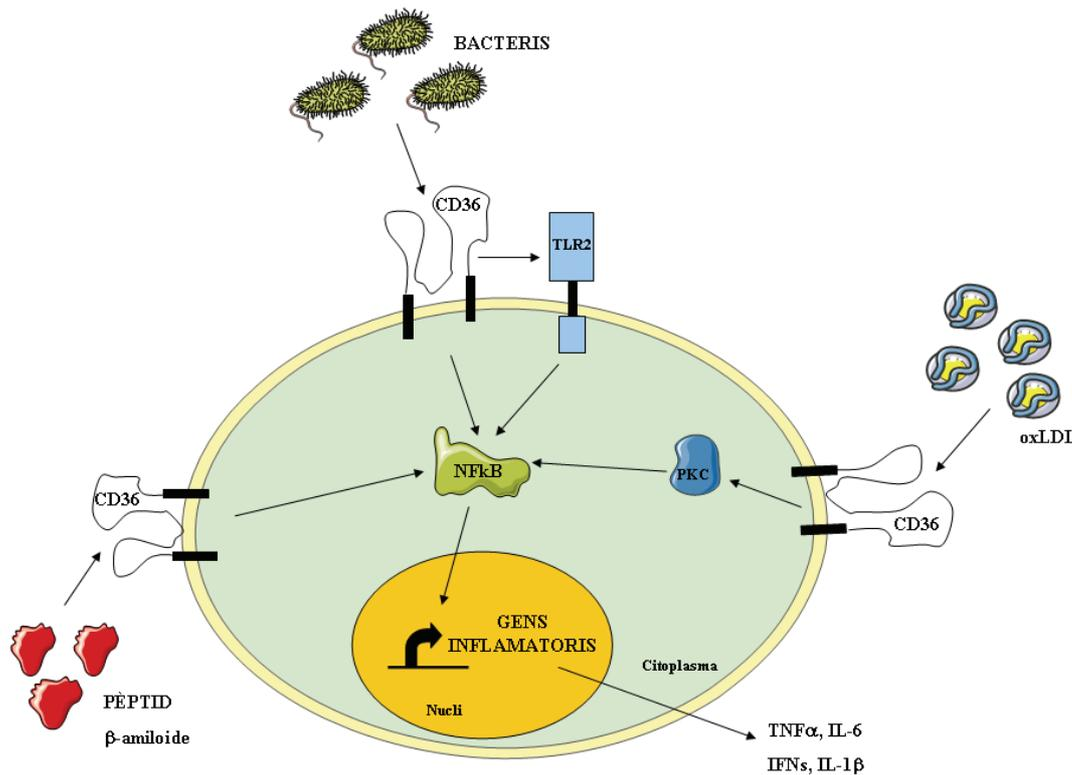 BACTERIS
CD36
TLR2
oxLDL
NFkB
PKC
CD36
CD36
GENS
INFLAMATORIS
Citoplasma
Nucli
PÈPTID
β-amiloide
TNFα, IL-6
IFNs, IL-1β